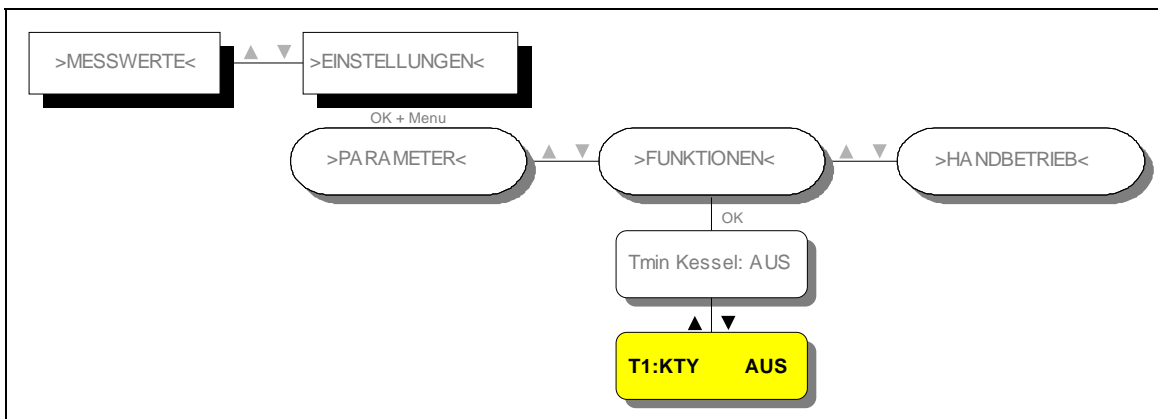 >MESSWERTE< ▲ ▼ >EINSTELLUNGEN<
OK + Menu
>PARAMETER< ▲ ▼ >FUNKTIONEN< ▲ ▼ >HANDBETRIEB<
OK
Tmin Kessel: AUS
▲ ▼
T1:KTY AUS